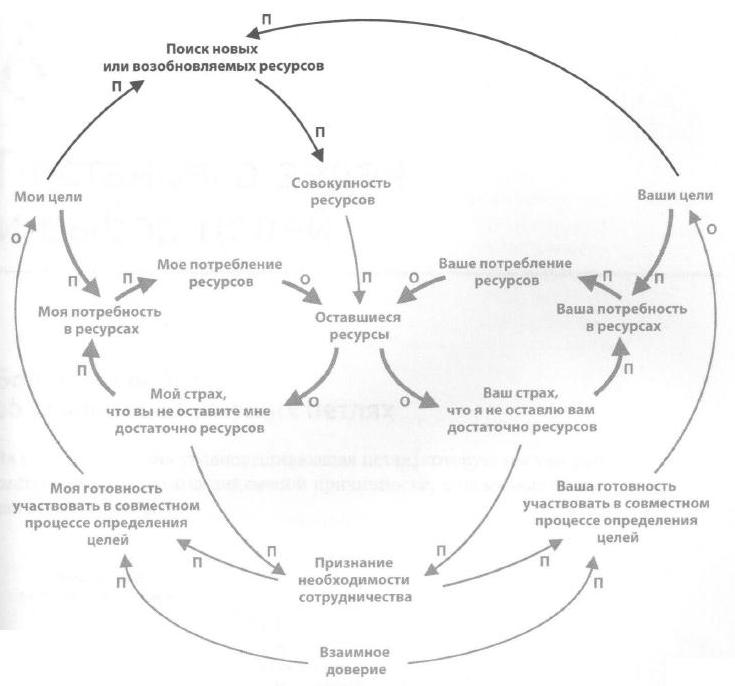 П
Поиск новых
или возобновляемых ресурсов
П
П
Совокупность
ресурсов
Мои цели
Ваши цели
О
О
П
П
П
П
П
Мое потребление
ресурсов
О
О
Ваше потребление
ресурсов
Моя потребность
в ресурсах
Оставшиеся
ресурсы
Ваша потребность
в ресурсах
П
П
Мой страх,
что вы не оставите мне
достаточно ресурсов
О
О
Ваш страх,
что я не оставлю вам
достаточно ресурсов
Моя готовность
участвовать в совместном
процессе определения
целей
Ваша готовность
участвовать в совместном
процессе определения
целей
П
П
П
П
Признание
необходимости
сотрудничества
П
П
Взаимное
доверие